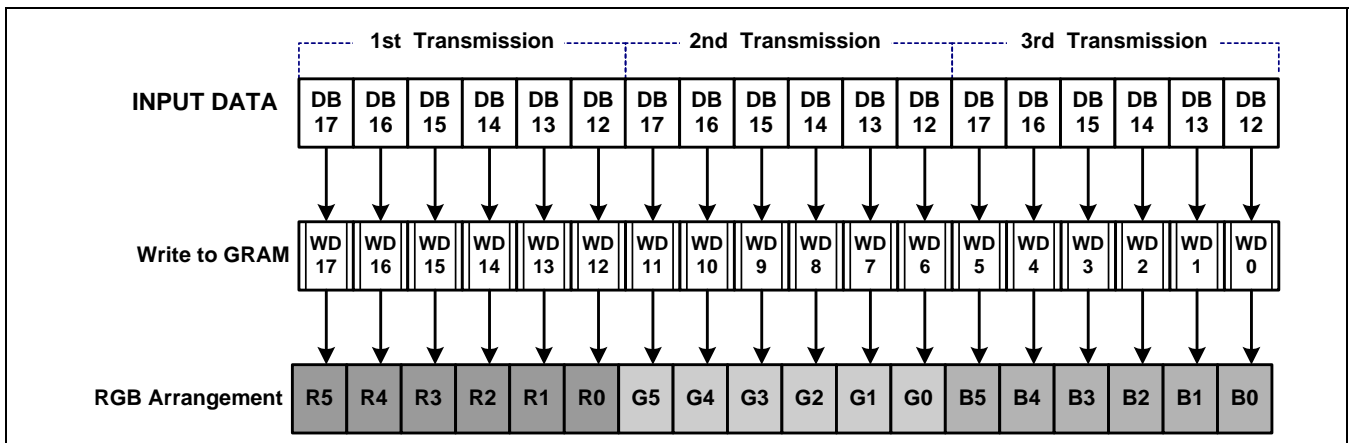 1st Transmission 2nd Transmission 3rd Transmission
INPUT DATA DB 17 DB 16 DB 15 DB 14 DB 13 DB 12 DB 17 DB 16 DB 15 DB 14 DB 13 DB 12 DB 17 DB 16 DB 15 DB 14 DB 13 DB 12
Write to GRAM WD 17 WD 16 WD 15 WD 14 WD 13 WD 12 WD 11 WD 10 WD 9 WD 8 WD 7 WD 6 WD 5 WD 4 WD 3 WD 2 WD 1 WD 0
RGB Arrangement R5 R4 R3 R2 R1 R0 G5 G4 G3 G2 G1 G0 B5 B4 B3 B2 B1 B0